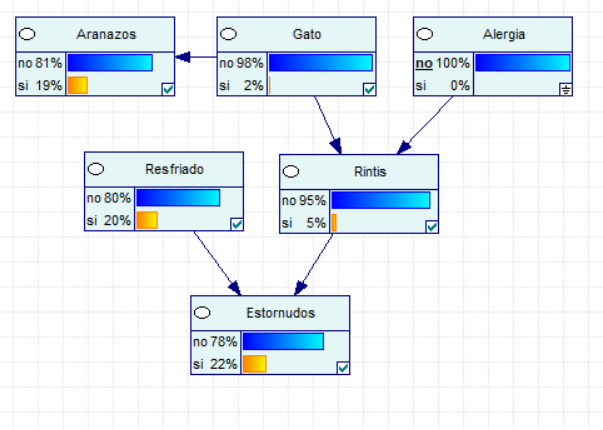 Aranazos
no 81%
si 19%
Gato
no 98%
si 2%
Alergia
no 100%
si 0%
Resfriado
no 80%
si 20%
Rintis
no 95%
si 5%
Estornudos
no 78%
si 22%